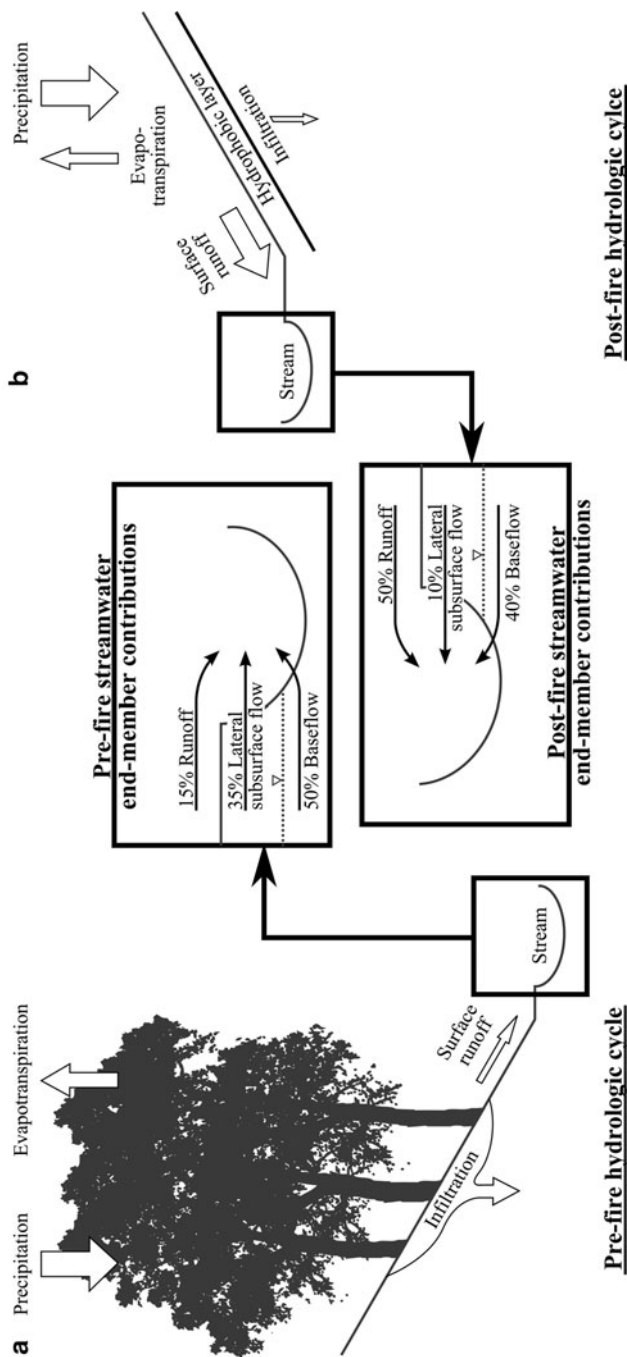 a
Precipitation
Evapotranspiration
Infiltration
Surface
runoff
Stream
Pre-fire hydrologic cycle
Pre-fire streamwater
end-member contributions
15% Runoff
35% Lateral
subsurface flow
50% Baseflow
50% Runoff
10% Lateral
subsurface flow
40% Baseflow
Post-fire streamwater
end-member contributions
b
Precipitation
Evapo-
transpiration
Surface
runoff
Hydrophobic layer
Infiltration
Stream
Post-fire hydrologic cylce